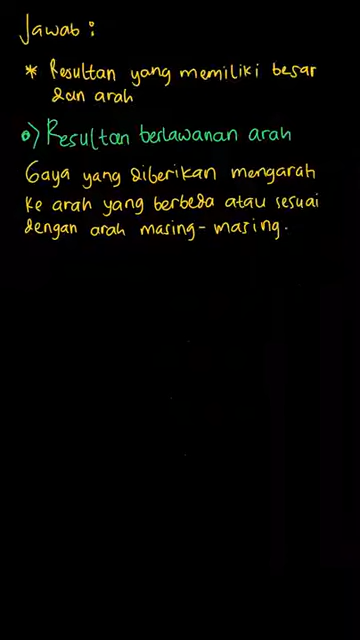 Jawab :
* Resultan yang memiliki besar
dan arah
•) Resultan berlawanan arah
Gaya yang diberikan mengarah
ke arah yang berbeda atau sesuai
dengan arah masing-masing.